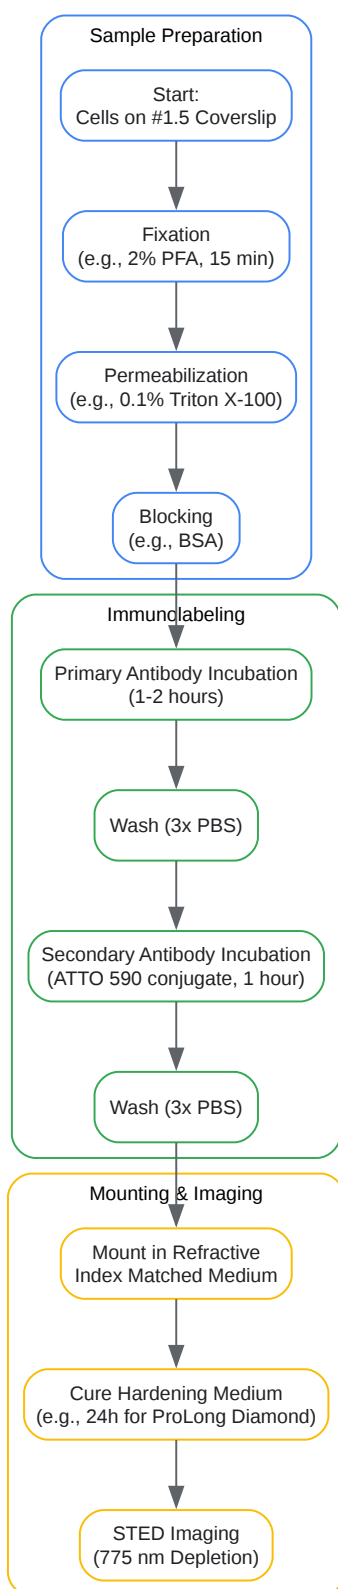 Sample Preparation
Start:
Cells on #1.5 Coverslip
Fixation
(e.g., 2% PFA, 15 min)
Permeabilization
(e.g., 0.1% Triton X-100)
Blocking
(e.g., BSA)
Immunolabeling
Primary Antibody Incubation
(1-2 hours)
Wash (3x PBS)
Secondary Antibody Incubation
(ATTO 590 conjugate, 1 hour)
Wash (3x PBS)
Mounting & Imaging
Mount in Refractive
Index Matched Medium
Cure Hardening Medium
(e.g., 24h for ProLong Diamond)
STED Imaging
(775 nm Depletion)